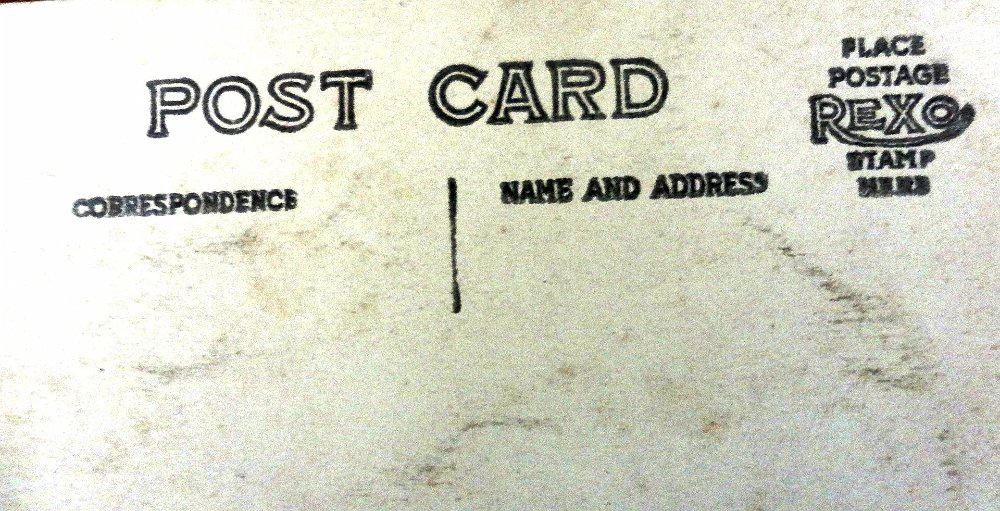 POST CARD
PLACE
POSTAGE
REXO
STAMP
HERE
CORRESPONDENCE
NAME AND ADDRESS